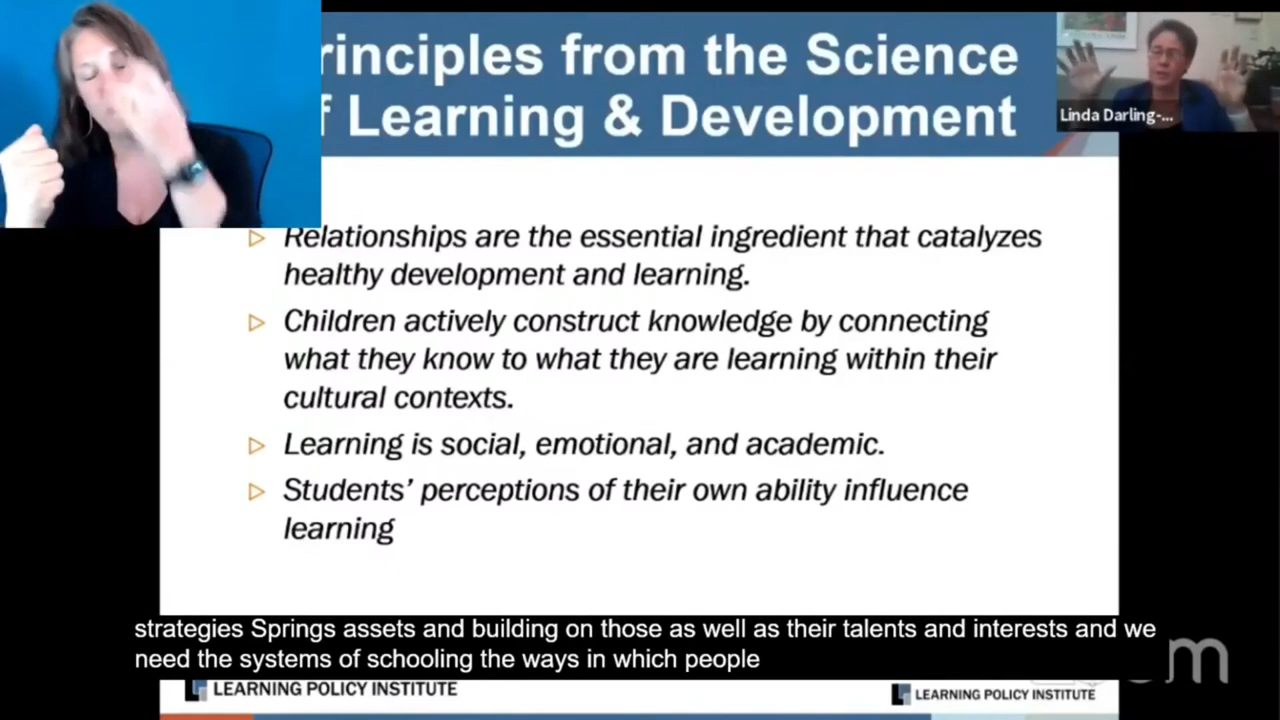 rinciples from the Science
f Learning & Development
Linda Darling-...
Relationships are the essential ingredient that catalyzes
healthy development and learning.
Children actively construct knowledge by connecting
what they know to what they are learning within their
cultural contexts.
Learning is social, emotional, and academic.
Students' perceptions of their own ability influence
learning
strategies Springs assets and building on those as well as their talents and interests and we
need the systems of schooling the ways in which people
LEARNING POLICY INSTITUTE
LEARNING POLICY INSTITUTE